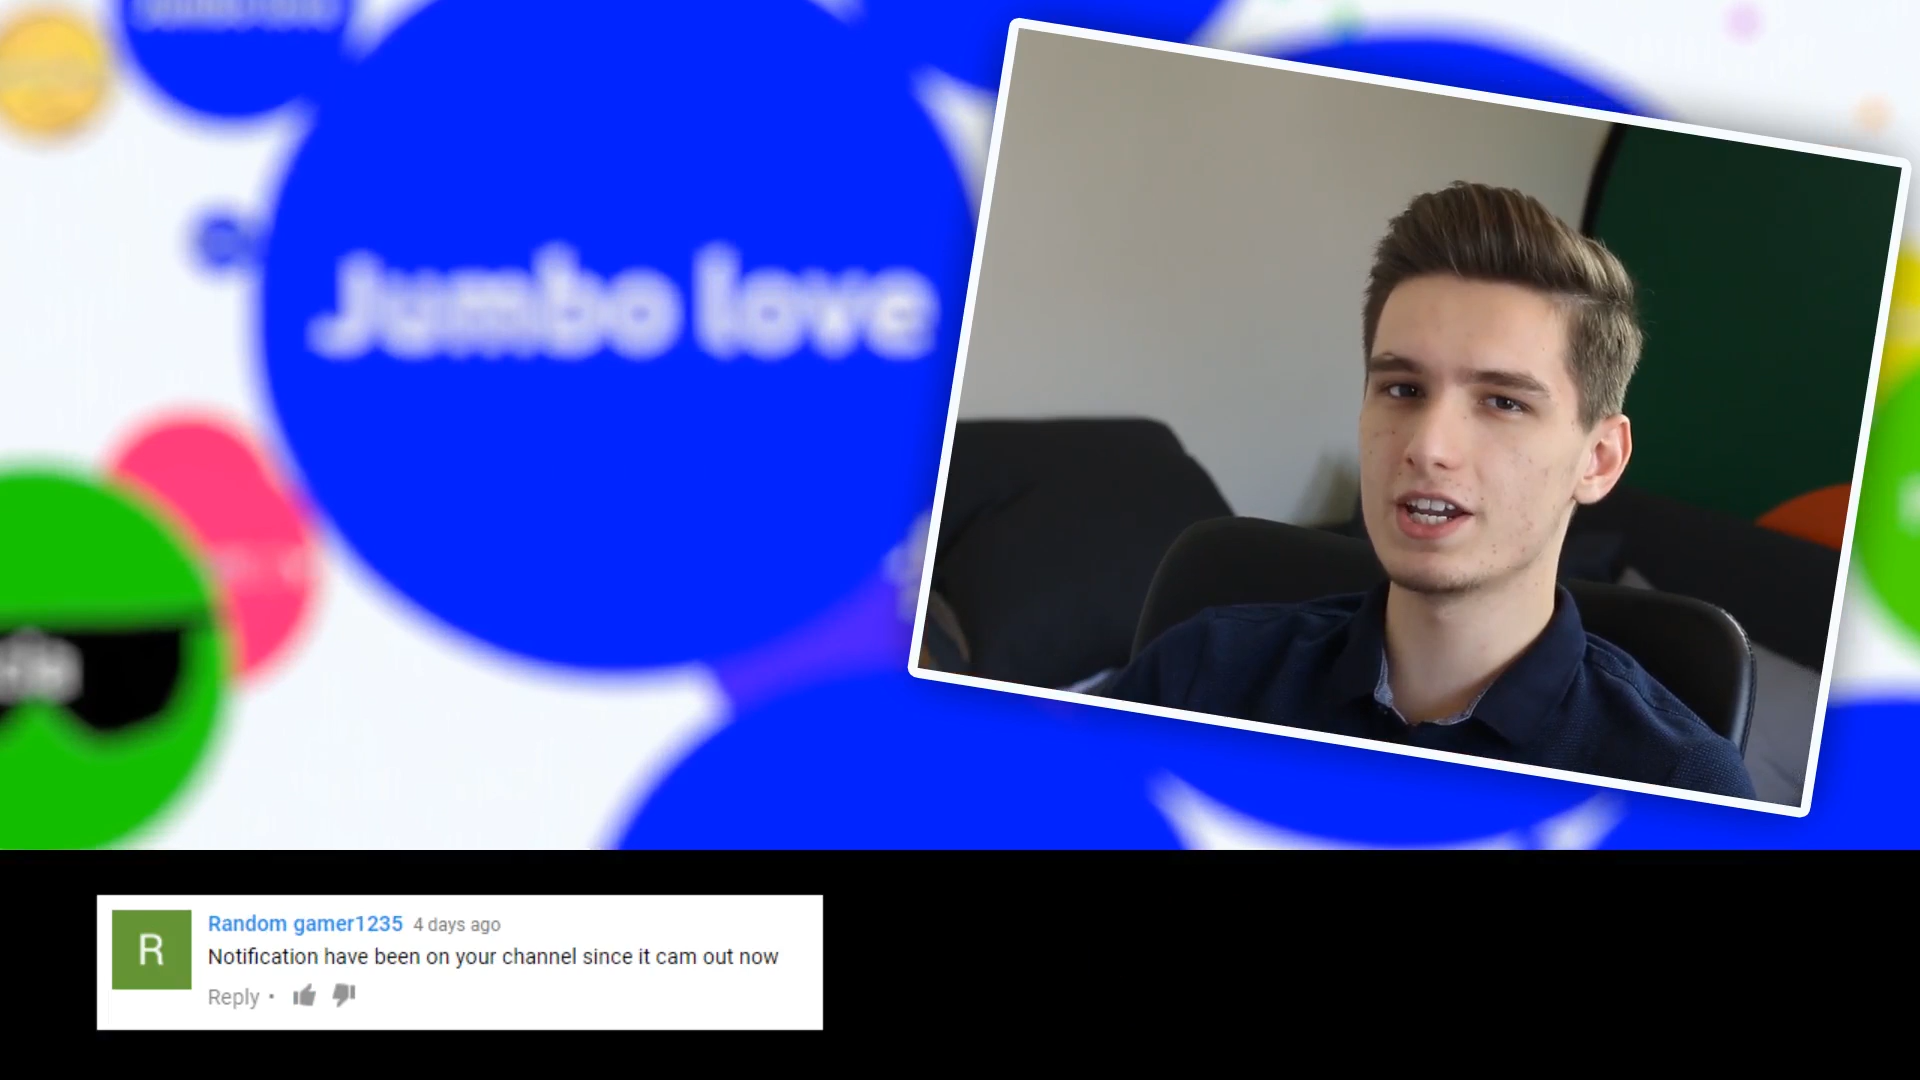 Jumbo love
R
Random gamer1235 4 days ago
Notification have been on your channel since it cam out now
Reply •